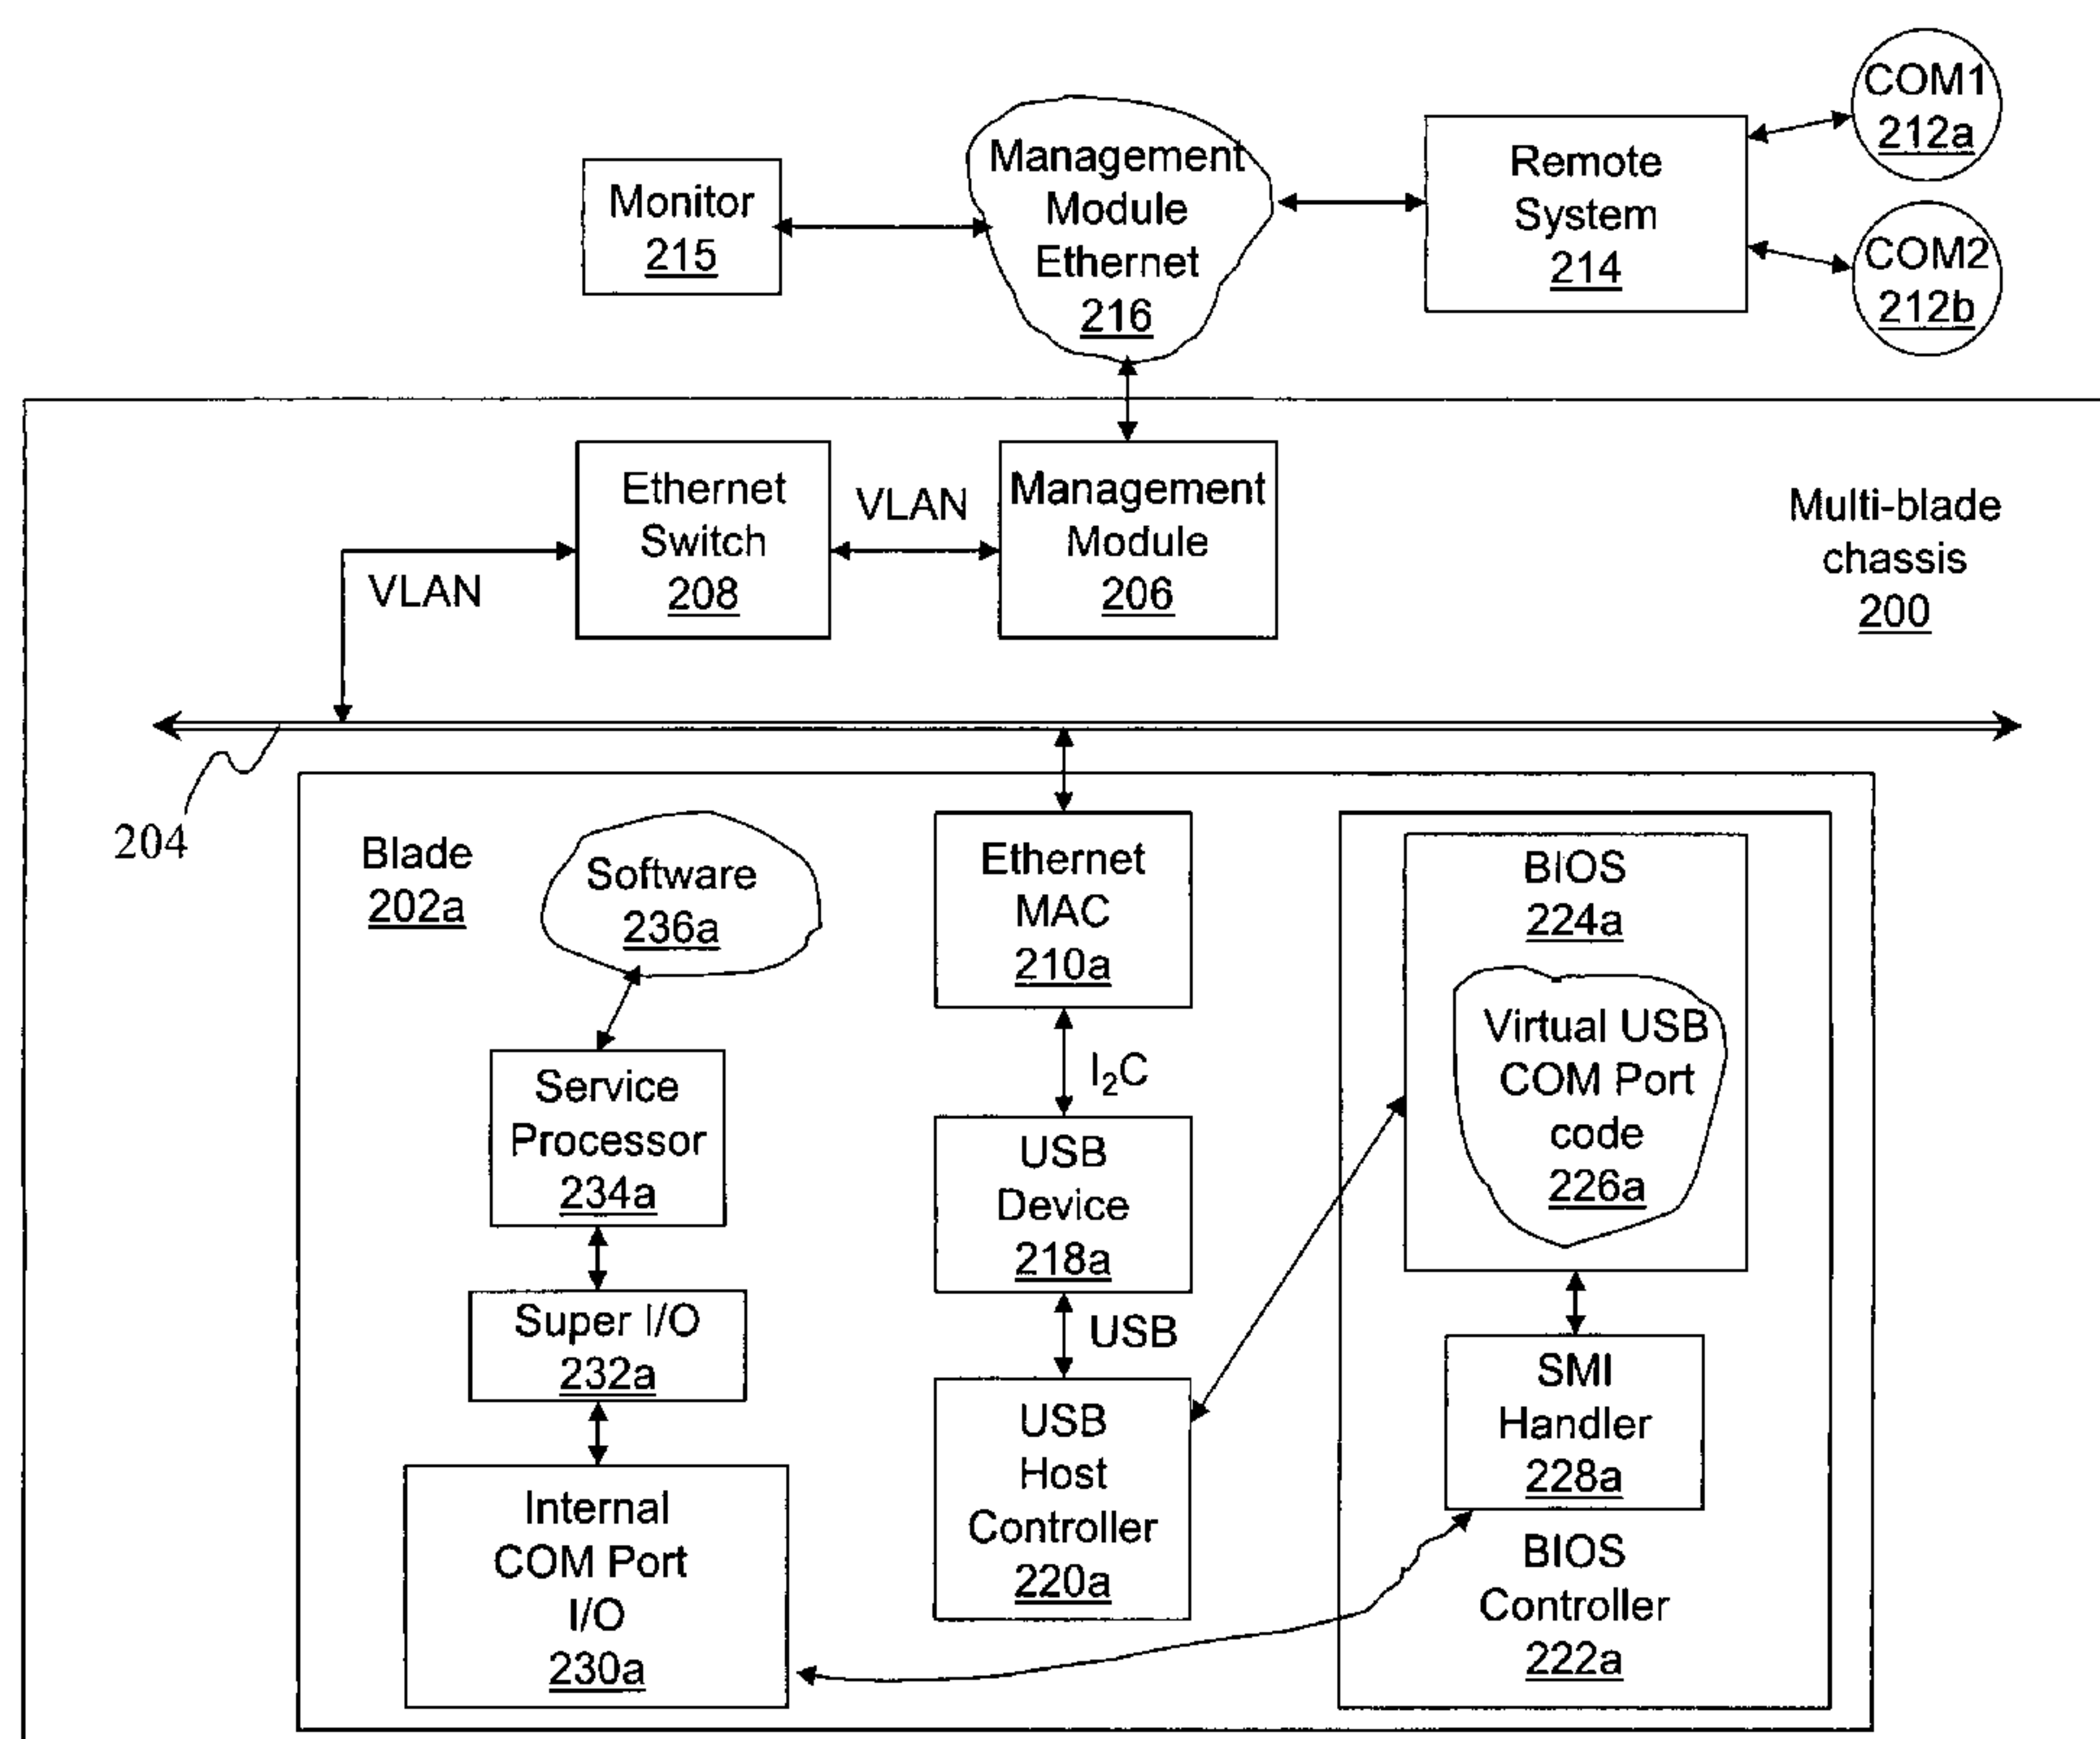 COM1
212a
Management
Module
Ethernet
216
Monitor
215
Remote
System
214
COM2
212b
Ethernet
Switch
208
VLAN
Management
Module
206
Multi-blade
chassis
200
VLAN
204
Blade
202a
Software
236a
Ethernet
MAC
210a
BIOS
224a
Virtual USB
COM Port
code
226a
I₂C
Service
Processor
234a
USB
Device
218a
USB
Super I/O
232a
SMI
Handler
228a
USB
Host
Controller
220a
Internal
COM Port
I/O
230a
BIOS
Controller
222a